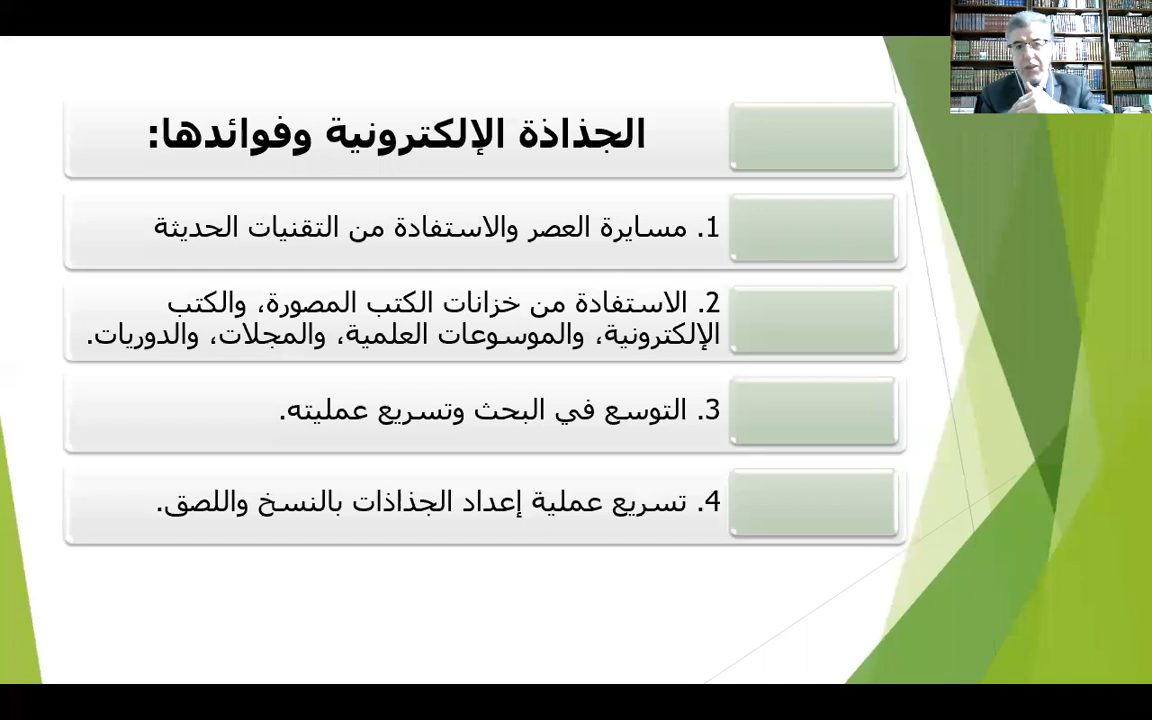 الجذاذة الإلكترونية وفوائدها:
1. مسايرة العصر والاستفادة من التقنيات الحديثة
2. الاستفادة من خزانات الكتب المصورة، والكتب
الإلكترونية، والموسوعات العلمية، والمجلات، والدوريات.
3. التوسع في البحث وتسريع عمليته.
4. تسريع عملية إعداد الجذاذات بالنسخ واللصق.